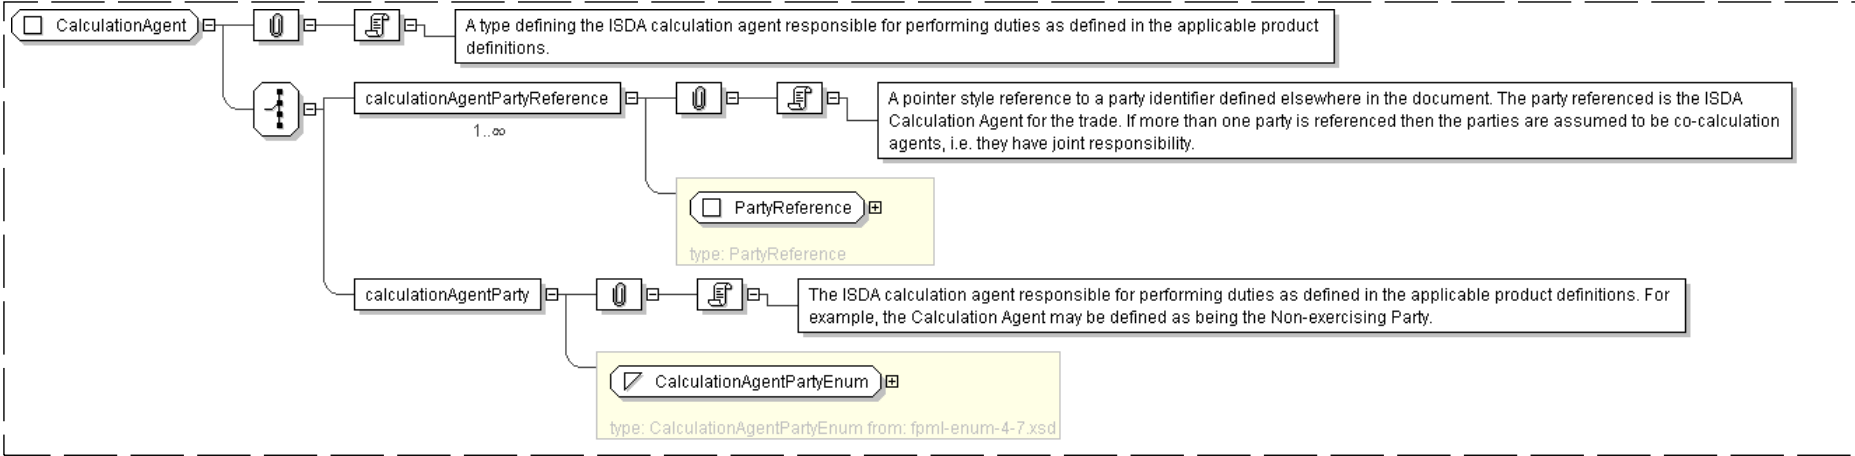 CalculationAgent
A type defining the ISDA calculation agent responsible for performing duties as defined in the applicable product
definitions.
calculationAgentPartyReference
1..∞
A pointer style reference to a party identifier defined elsewhere in the document. The party referenced is the ISDA
Calculation Agent for the trade. If more than one party is referenced then the parties are assumed to be co-calculation
agents, i.e. they have joint responsibility.
PartyReference
type: PartyReference
calculationAgentParty
The ISDA calculation agent responsible for performing duties as defined in the applicable product definitions. For
example, the Calculation Agent may be defined as being the Non-exercising Party.
CalculationAgentPartyEnum
type: CalculationAgentPartyEnum from: fpml-enum-4-7.xsd